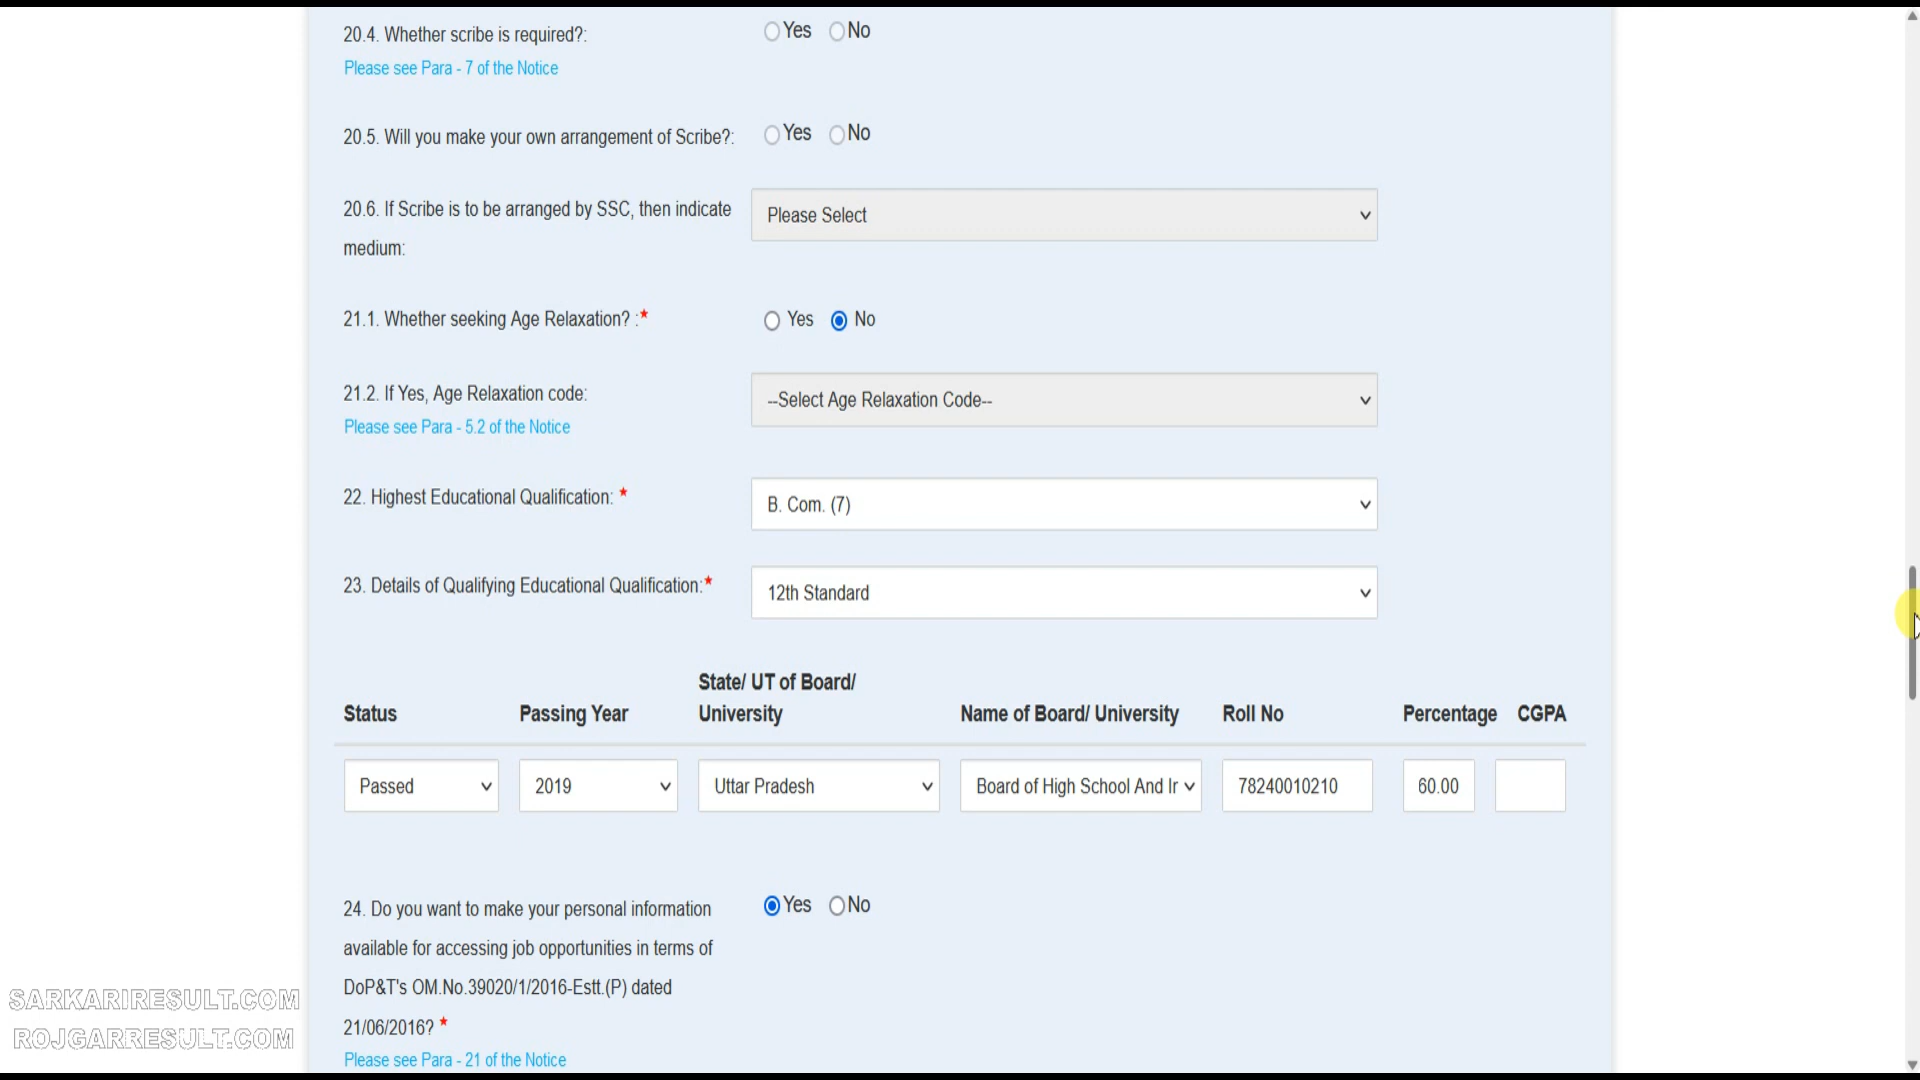 20.4. Whether scribe is required?:
Yes No
Please see Para - 7 of the Notice
20.5. Will you make your own arrangement of Scribe?:
Yes No
20.6. If Scribe is to be arranged by SSC, then indicate
medium:
Please Select
21.1. Whether seeking Age Relaxation? :*
Yes No
21.2. If Yes, Age Relaxation code:
--Select Age Relaxation Code--
Please see Para - 5.2 of the Notice
22. Highest Educational Qualification: *
B. Com. (7)
23. Details of Qualifying Educational Qualification:*
12th Standard
State/ UT of Board/
Status Passing Year University Name of Board/ University Roll No Percentage CGPA
Passed 2019 Uttar Pradesh Board of High School And Ir 78240010210 60.00
24. Do you want to make your personal information
Yes No
available for accessing job opportunities in terms of
DoP&T's OM.No.39020/1/2016-Estt.(P) dated
21/06/2016? *
Please see Para - 21 of the Notice
SARKARIRESULT.COM
ROJGARRESULT.COM